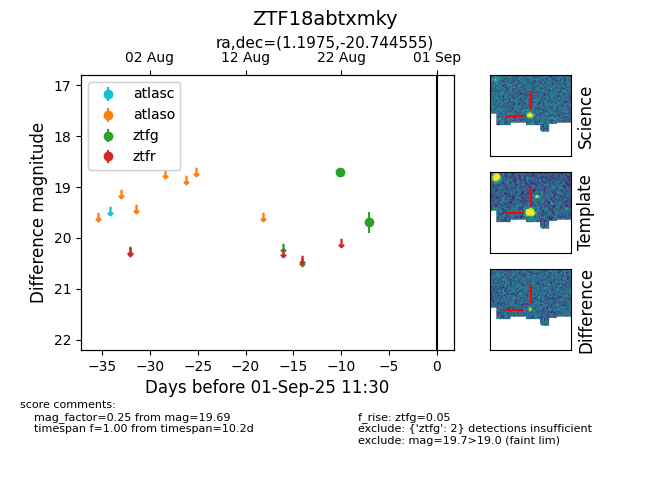 ZTF18abtxmky
ra,dec=(1.1975,-20.744555)
02 Aug 12 Aug 22 Aug 01 Sep
17
18
19
20
21
22
Difference magnitude
atlasc
atlaso
ztfg
ztfr
−35 −30 −25 −20 −15 −10 −5 0
Days before 01-Sep-25 11:30
Science
Template
Difference
score comments:
mag_factor=0.25 from mag=19.69
timespan f=1.00 from timespan=10.2d
f_rise: ztfg=0.05
exclude: {'ztfg': 2} detections insufficient
exclude: mag=19.7>19.0 (faint lim)